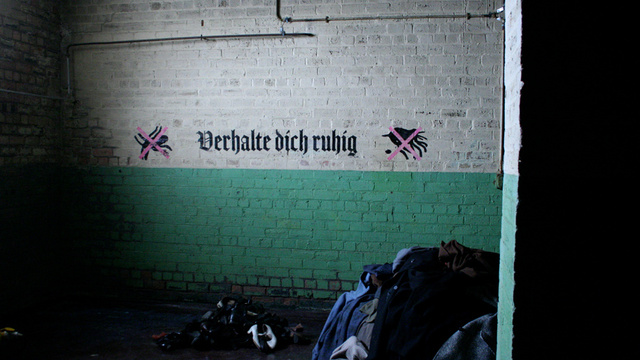 Verhalte dich ruhig